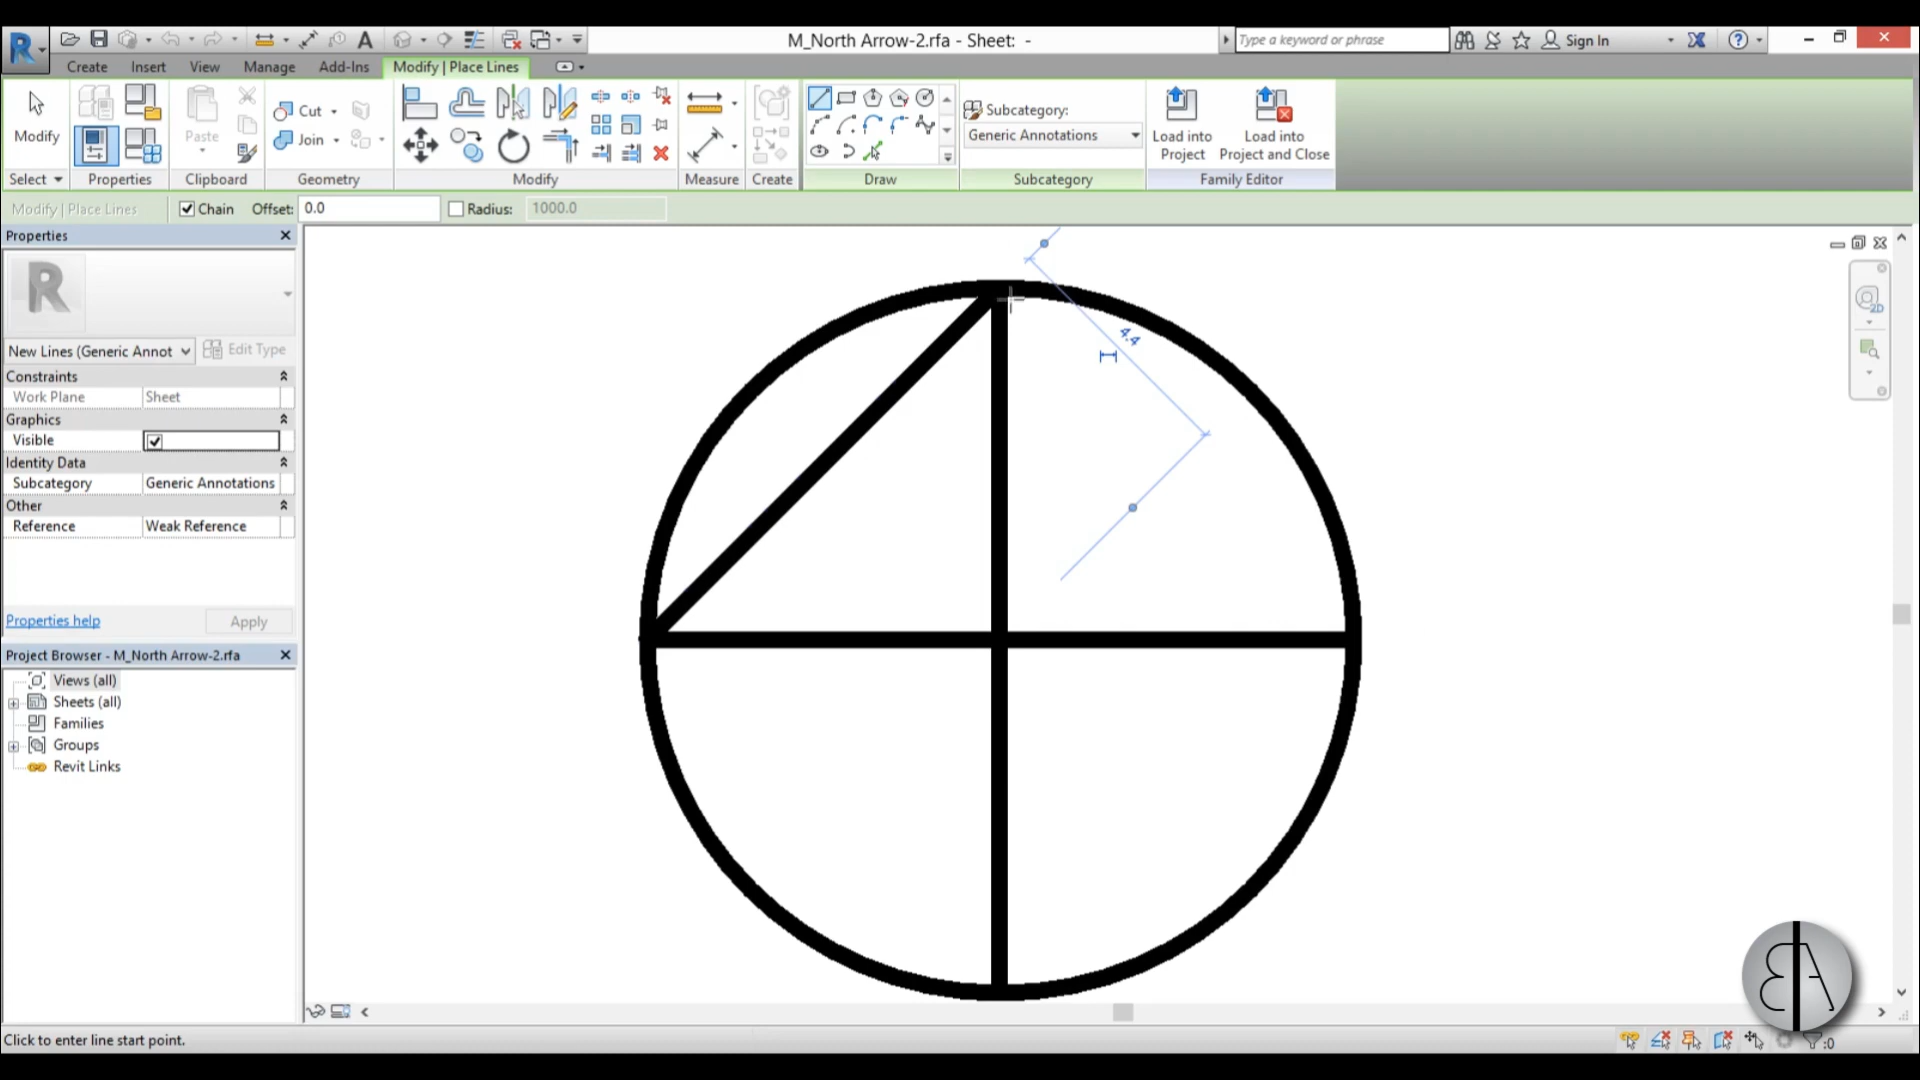 M_North Arrow-2.rfa - Sheet:  -
Type a keyword or phrase
Sign In
Create Insert View Manage Add-Ins Modify | Place Lines
Modify
Paste
Cut
Join
Subcategory:
Generic Annotations
Load into Project
Load into Project and Close
Select Properties Clipboard Geometry Modify Measure Create Draw Subcategory Family Editor
Modify | Place Lines
Chain Offset: 0.0
Radius: 1000.0
Properties
R
New Lines (Generic Annot
Edit Type
Constraints
Work Plane Sheet
Graphics
Visible
Identity Data
Subcategory Generic Annotations
Other
Reference Weak Reference
Properties help Apply
Project Browser - M_North Arrow-2.rfa
Views (all)
Sheets (all)
Families
Groups
Revit Links
4.4
2D
BA
Click to enter line start point.
:0